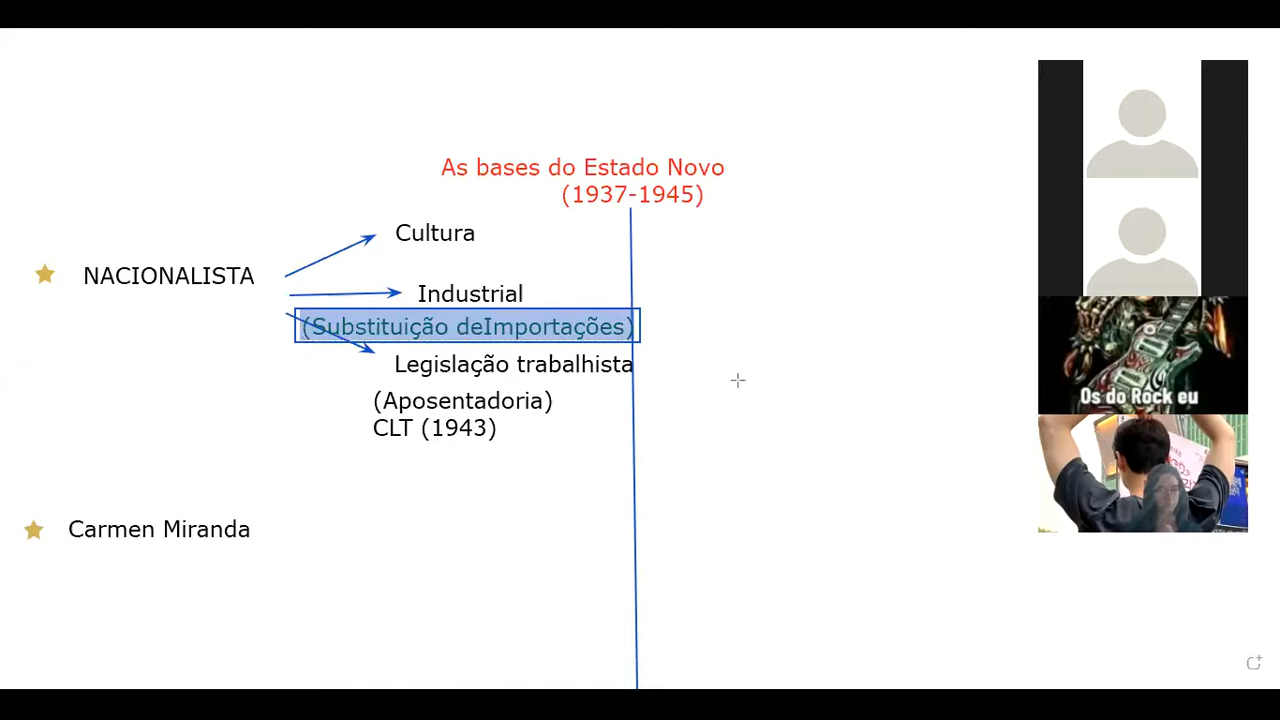 As bases do Estado Novo
(1937-1945)
Cultura
NACIONALISTA
Industrial
(Substituição deImportações)
Legislação trabalhista
(Aposentadoria)
CLT (1943)
Carmen Miranda
Os do Rock eu